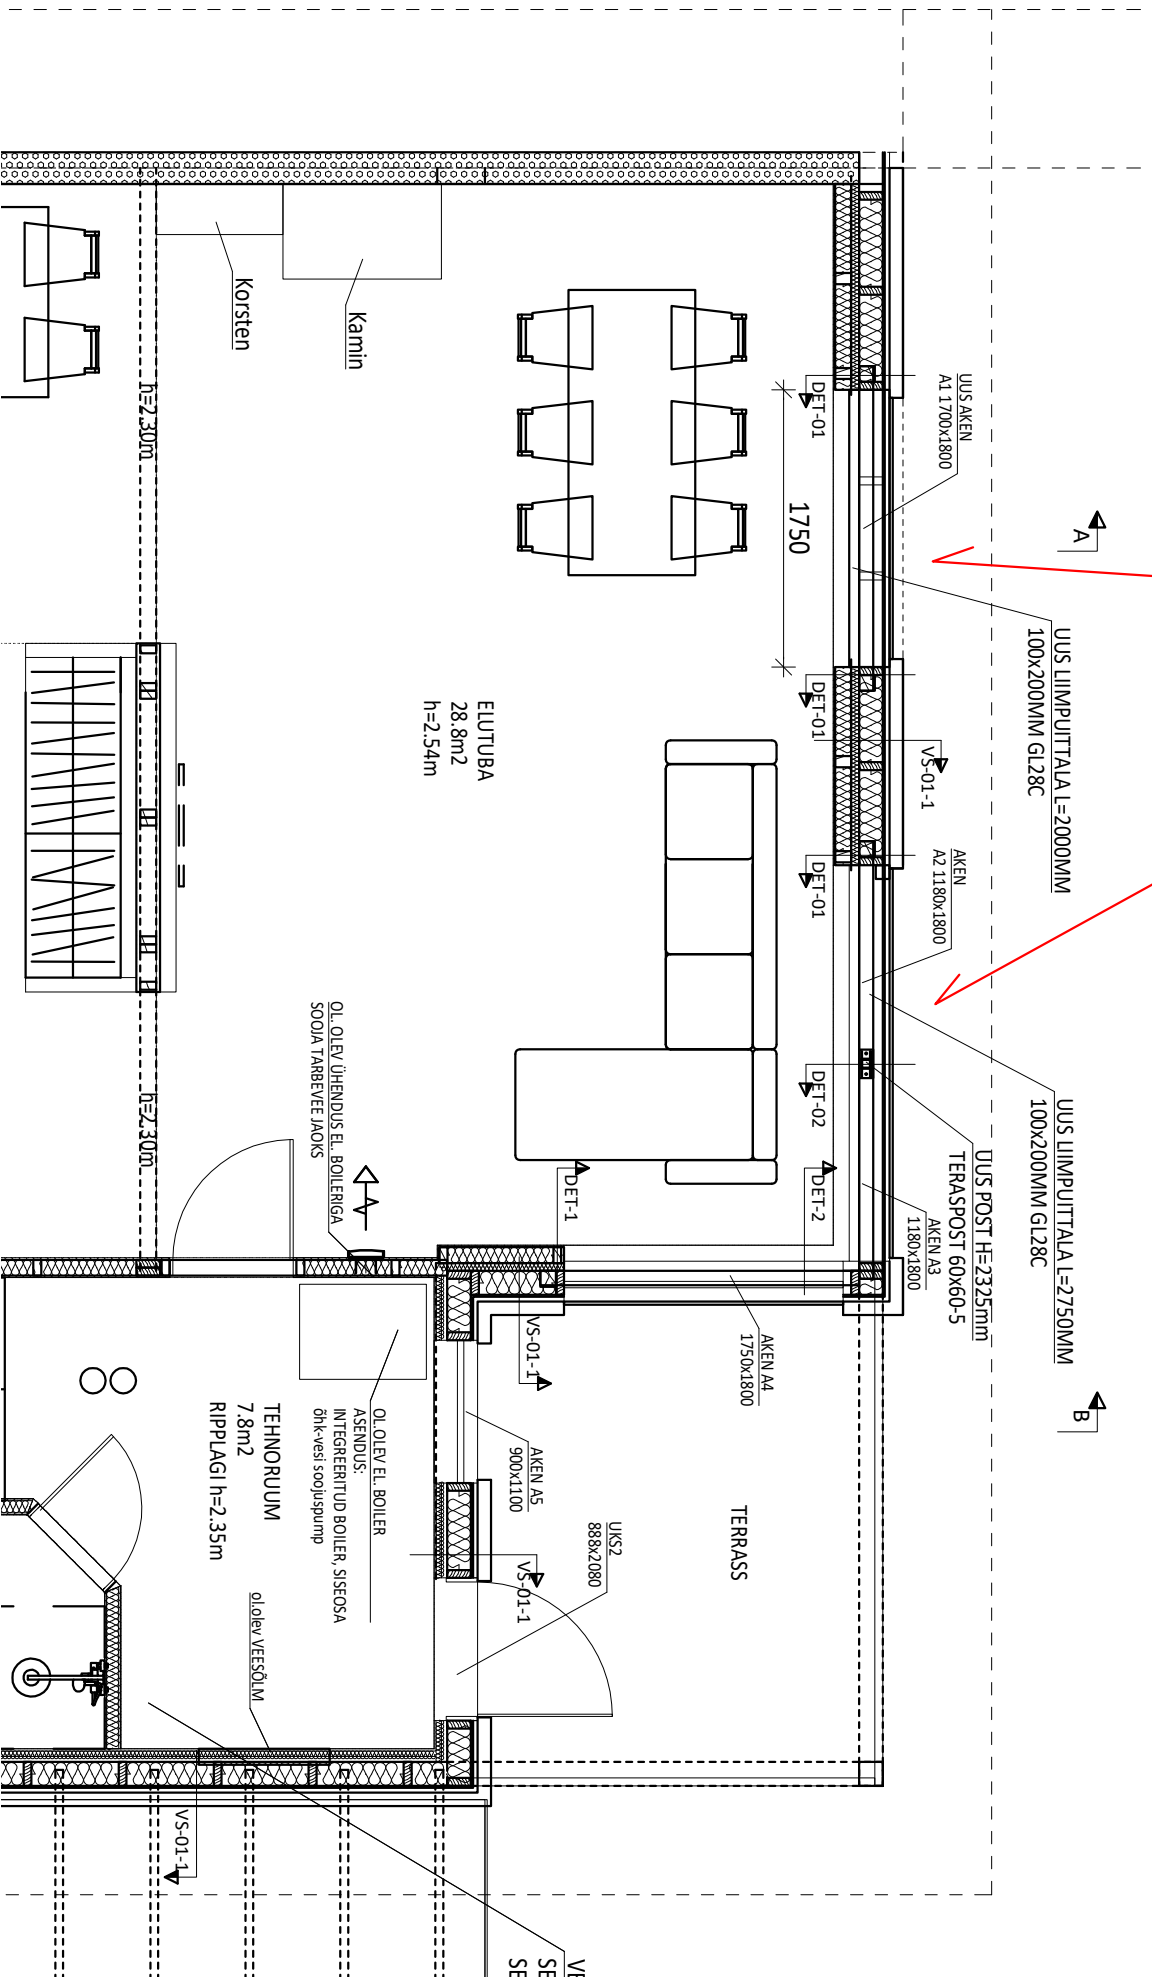 UUS LIIMPUITTALA L=2000MM
100x200MM GL28C
UUS LIIMPUITTALA L=2750MM
100x200MM GL28C
A
B
UUS AKEN
A1 1700x1800
AKEN
A2 1180x1800
UUS POST H=2325mm
TERASPOST 60x60-5
AKEN A3
1180x1800
VS-01-1
DET-01
DET-01
DET-01
DET-02
DET-2
1750
AKEN A4
1750x1800
TERRASS
UKS2
888x2080
DET-1
VS-01-1
AKEN A5
900x1100
VS-01-1
ELUTUBA
28.8m2
h=2.54m
Kamin
Korsten
OL. OLEV ÜHENDUS EL. BOILERIGA
SOOJA TARBEVEE JAOKS
OL.OLEV EL. BOILER
ASENDUS:
INTEGREERITUD BOILER, SISEOSA
õhk-vesi soojuspump
TEHNORUUM
7.8m2
RIPPLAGI h=2.35m
ol.olev VEESÕLM
h=2.30m
h=2.30m
VS-01-1